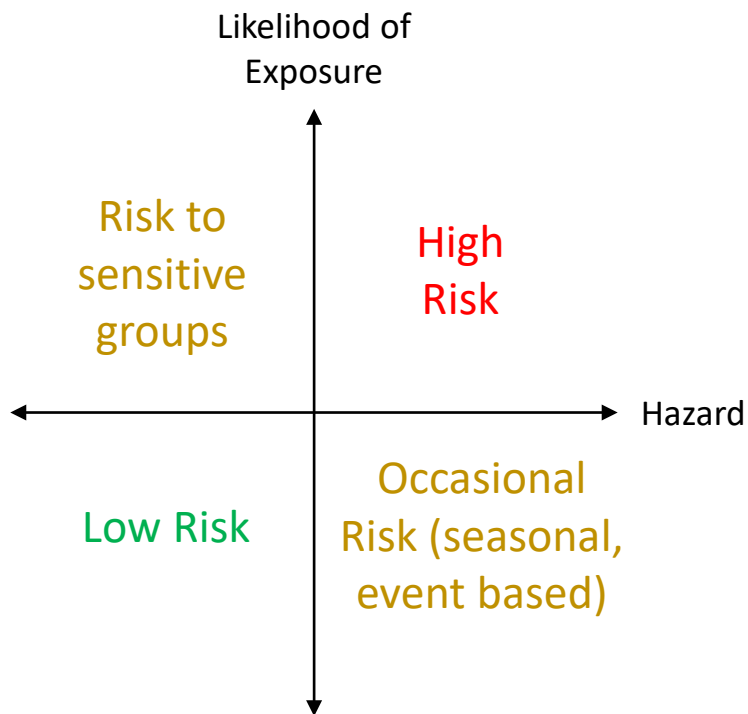 Likelihood of
Exposure
Risk to
sensitive
groups
High
Risk
Hazard
Low Risk
Occasional
Risk (seasonal,
event based)